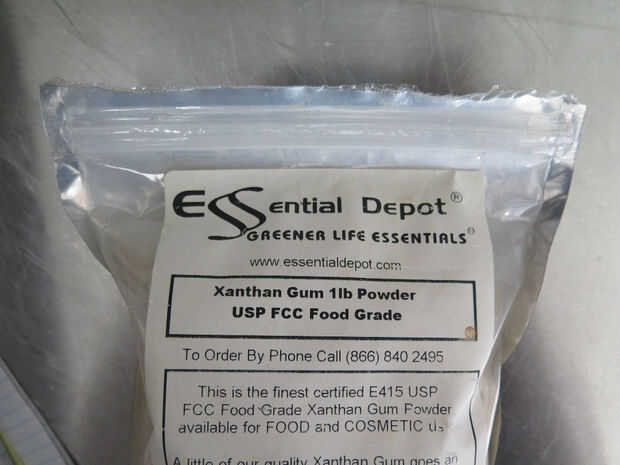 Essential Depot®
GREENER LIFE ESSENTIALS®
www.essentialdepot.com
Xanthan Gum 1lb Powder
USP FCC Food Grade
To Order By Phone Call (866) 840 2495
This is the finest certified E415 USP
FCC Food Grade Xanthan Gum Powder
available for FOOD and COSMETIC
A little of our quality Xanthan Gum goes an